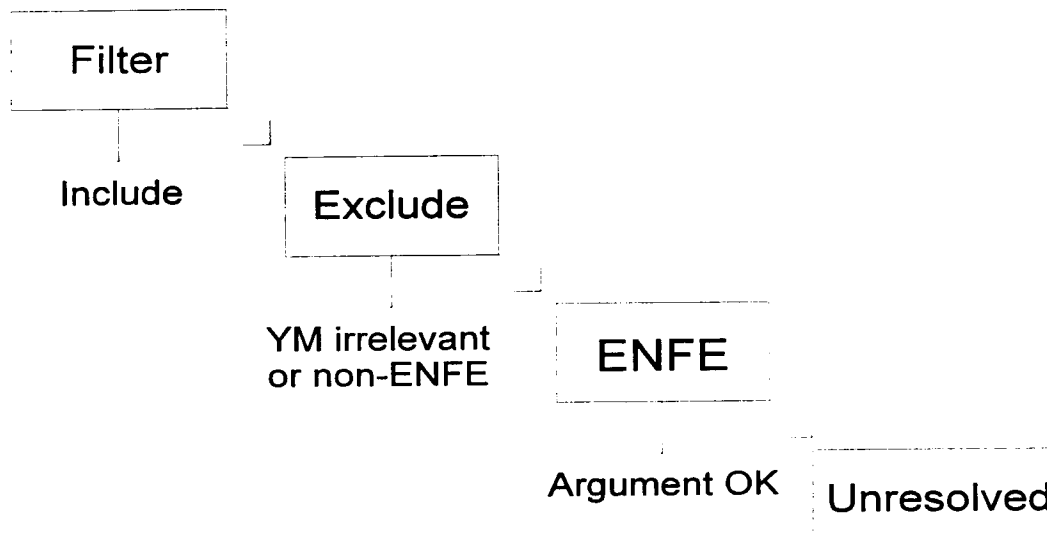 Filter
Include
Exclude
YM irrelevant
or non-ENFE
ENFE
Argument OK
Unresolved